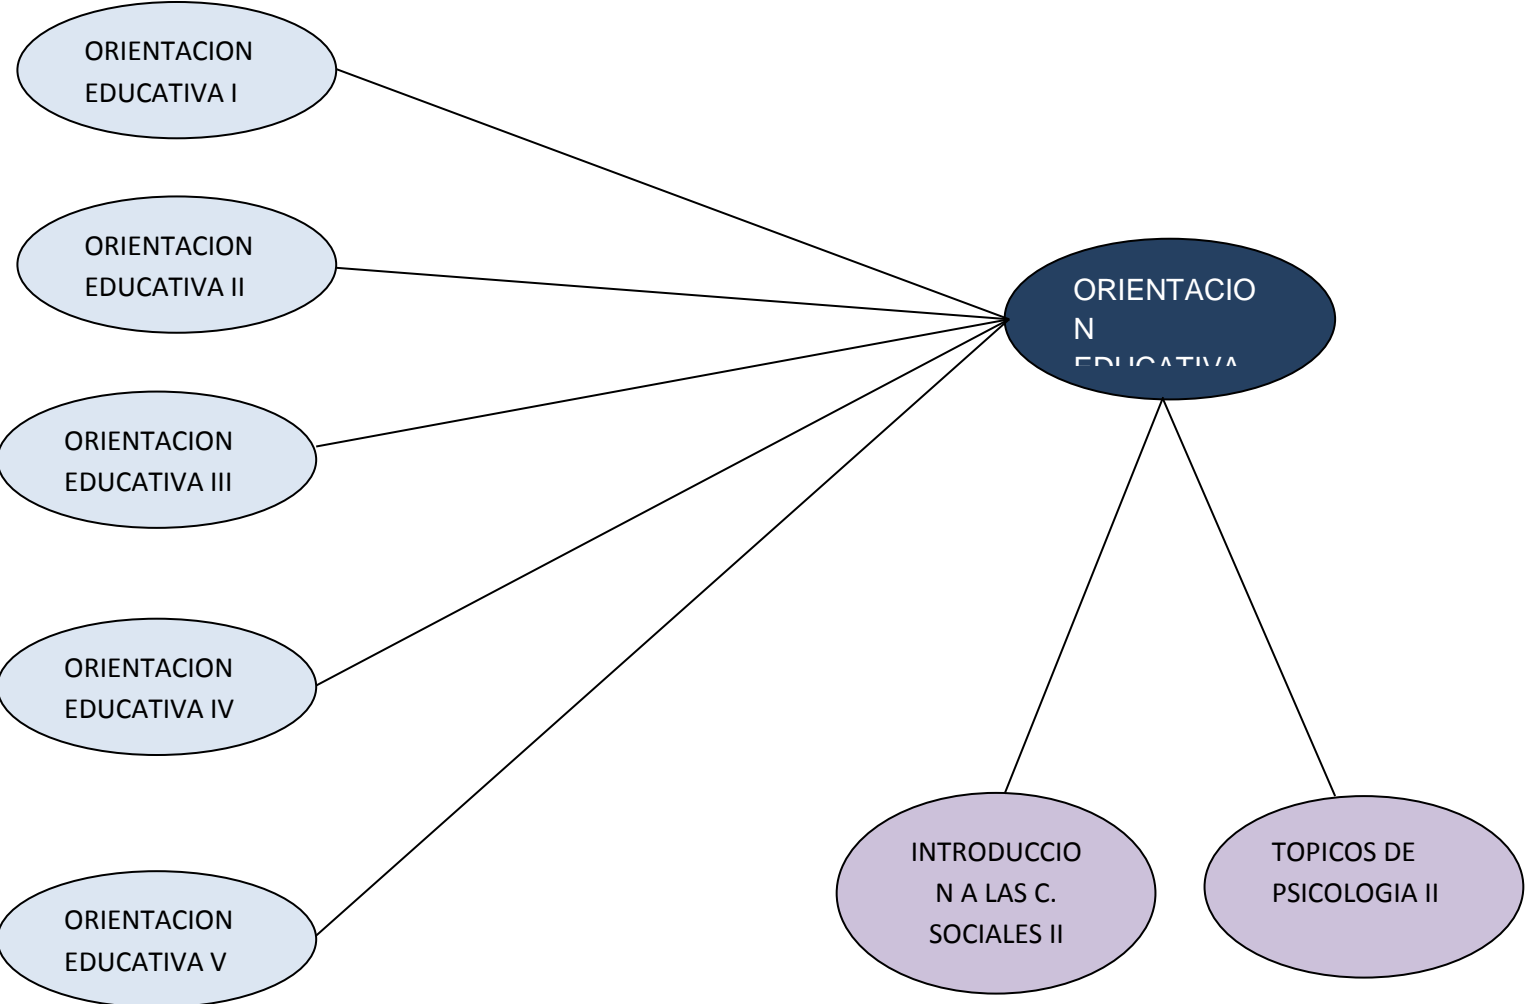 ORIENTACION
EDUCATIVA I
ORIENTACION
EDUCATIVA II
ORIENTACION
EDUCATIVA III
ORIENTACION
EDUCATIVA IV
ORIENTACION
EDUCATIVA V
ORIENTACIO
N
EDUCATIVA
INTRODUCCIO
N A LAS C.
SOCIALES II
TOPICOS DE
PSICOLOGIA II